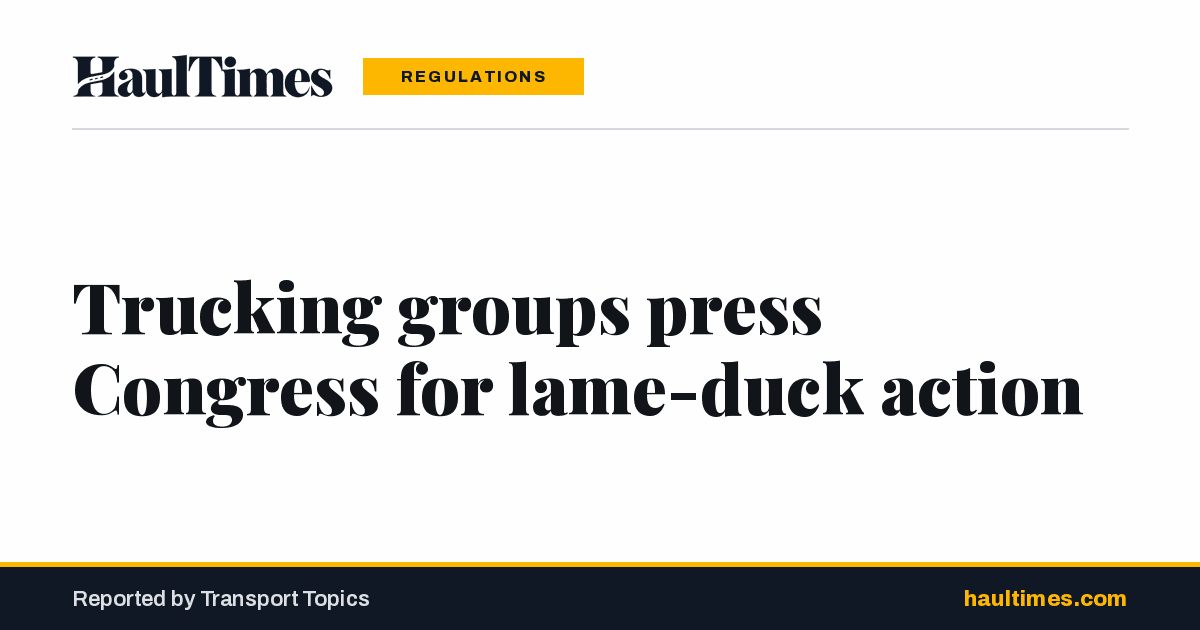 HaulTimes
REGULATIONS
Trucking groups press
Congress for lame-duck action
Reported by Transport Topics
haultimes.com